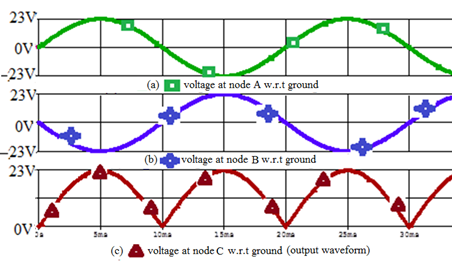 23V
0V
-23V
(a) voltage at node A w.r.t ground
23V
0V
-23V
(b) voltage at node B w.r.t ground
23V
0V
5ms 10ms 15ms 20ms 25ms 30ms
(c) voltage at node C w.r.t ground (output waveform)